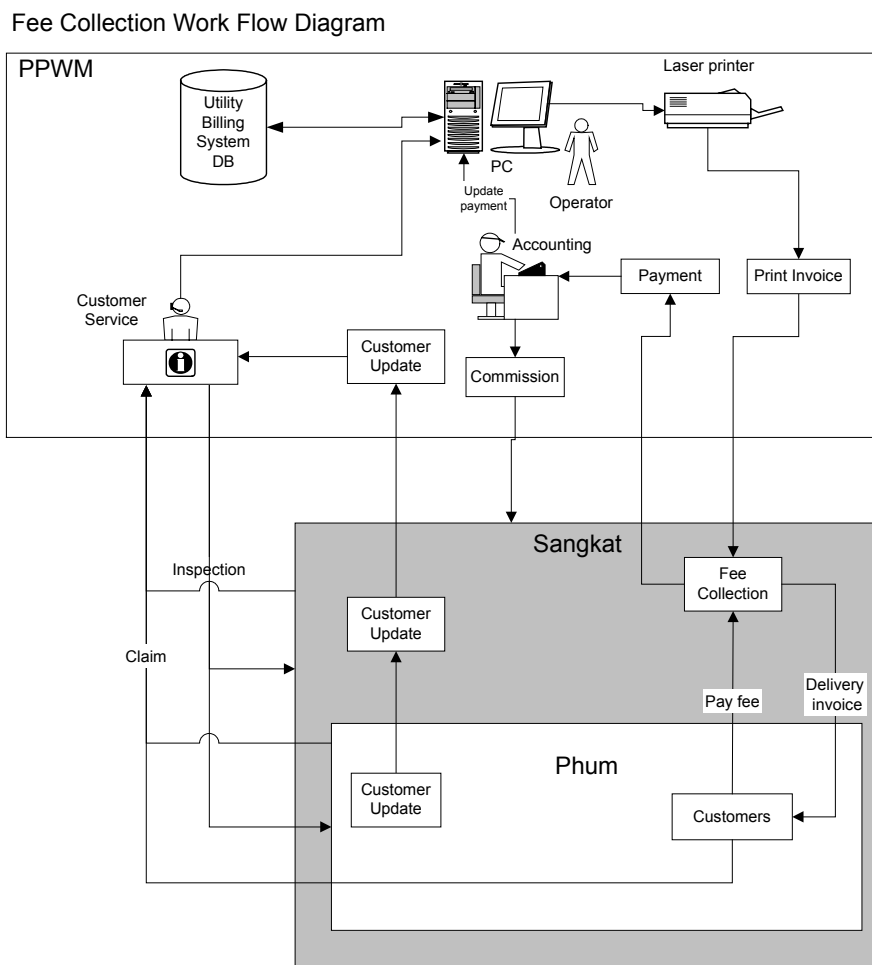 Fee Collection Work Flow Diagram
PPWM
Laser printer
Utility
Billing
System
DB
PC
Update
payment
Operator
Accounting
Payment
Print Invoice
Customer
Service
Customer
Update
Commission
Sangkat
Inspection
Fee
Collection
Customer
Update
Claim
Pay fee
Delivery
invoice
Phum
Customer
Update
Customers